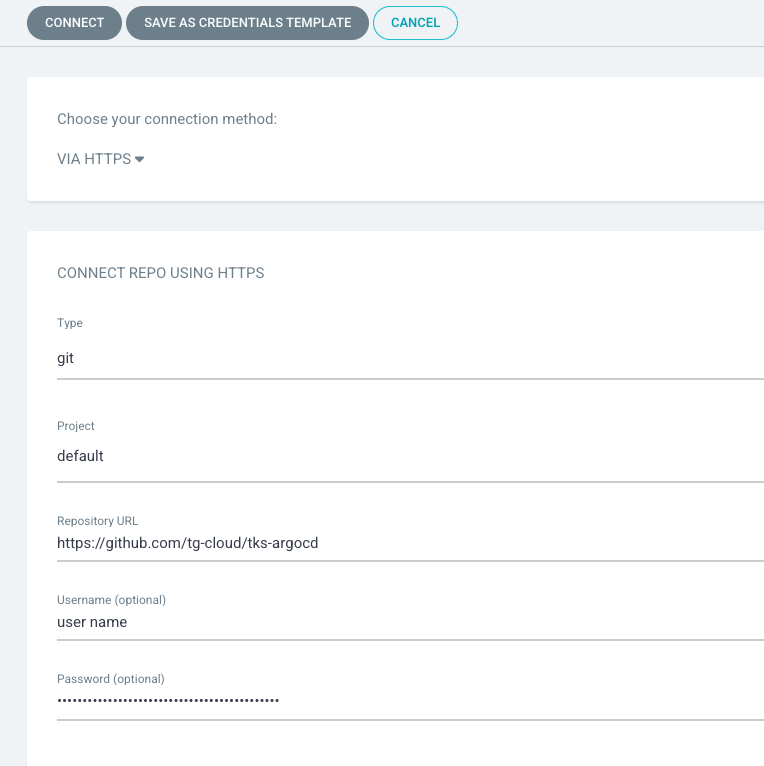 CONNECT SAVE AS CREDENTIALS TEMPLATE CANCEL
Choose your connection method:
VIA HTTPS
CONNECT REPO USING HTTPS
Type
git
Project
default
Repository URL
https://github.com/tg-cloud/tks-argocd
Username (optional)
user name
Password (optional)
••••••••••••••••••••••••••••••••••••••••••••